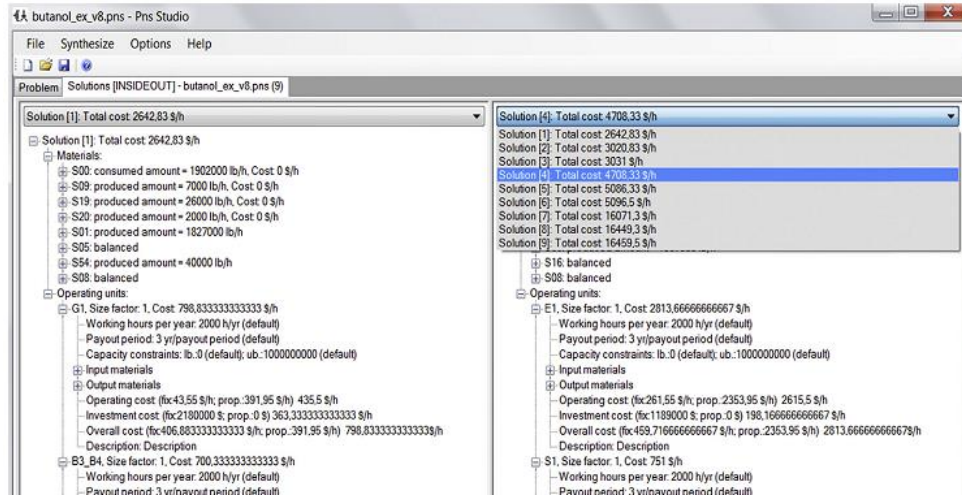 butanol_ex_v8.pns - Pns Studio
File Synthesize Options Help
Problem Solutions [INSIDEOUT] - butanol_ex_v8.pns (9)
Solution [1]: Total cost: 2642,83 $/h
Solution [1]: Total cost: 2642,83 $/h
Materials:
S00: consumed amount = 1902000 lb/h, Cost: 0 $/h
S09: produced amount = 7000 lb/h, Cost: 0 $/h
S19: produced amount = 26000 lb/h, Cost: 0 $/h
S20: produced amount = 2000 lb/h, Cost: 0 $/h
S01: produced amount = 1827000 lb/h
S05: balanced
S54: produced amount = 40000 lb/h
S08: balanced
Operating units:
G1, Size factor: 1, Cost: 798,833333333333 $/h
Working hours per year: 2000 h/yr (default)
Payout period: 3 yr/payout period (default)
Capacity constraints: lb.:0 (default); ub.:1000000000 (default)
Input materials
Output materials
Operating cost: (fix:43,55 $/h; prop.:391,95 $/h) 435,5 $/h
Investment cost: (fix:2180000 $; prop.:0 $) 363,333333333333 $/h
Overall cost: (fix:406,883333333333 $/h; prop.:391,95 $/h) 798,833333333333$/h
Description: Description
B3_B4, Size factor: 1, Cost: 700,333333333333 $/h
Working hours per year: 2000 h/yr (default)
Payout period: 3 yr/payout period (default)
Solution [4]: Total cost: 4708,33 $/h
Solution [1]: Total cost: 2642,83 $/h
Solution [2]: Total cost: 3020,83 $/h
Solution [3]: Total cost: 3031 $/h
Solution [4]: Total cost: 4708,33 $/h
Solution [5]: Total cost: 5086,33 $/h
Solution [6]: Total cost: 5096,5 $/h
Solution [7]: Total cost: 16071,3 $/h
Solution [8]: Total cost: 16449,3 $/h
Solution [9]: Total cost: 16459,5 $/h
S16: balanced
S08: balanced
Operating units:
E1, Size factor: 1, Cost: 2813,66666666667 $/h
Working hours per year: 2000 h/yr (default)
Payout period: 3 yr/payout period (default)
Capacity constraints: lb.:0 (default); ub.:1000000000 (default)
Input materials
Output materials
Operating cost: (fix:261,55 $/h; prop.:2353,95 $/h) 2615,5 $/h
Investment cost: (fix:1189000 $; prop.:0 $) 198,166666666667 $/h
Overall cost: (fix:459,716666666667 $/h; prop.:2353,95 $/h) 2813,66666666667$/h
Description: Description
S1, Size factor: 1, Cost: 751 $/h
Working hours per year: 2000 h/yr (default)
Payout period: 3 yr/payout period (default)